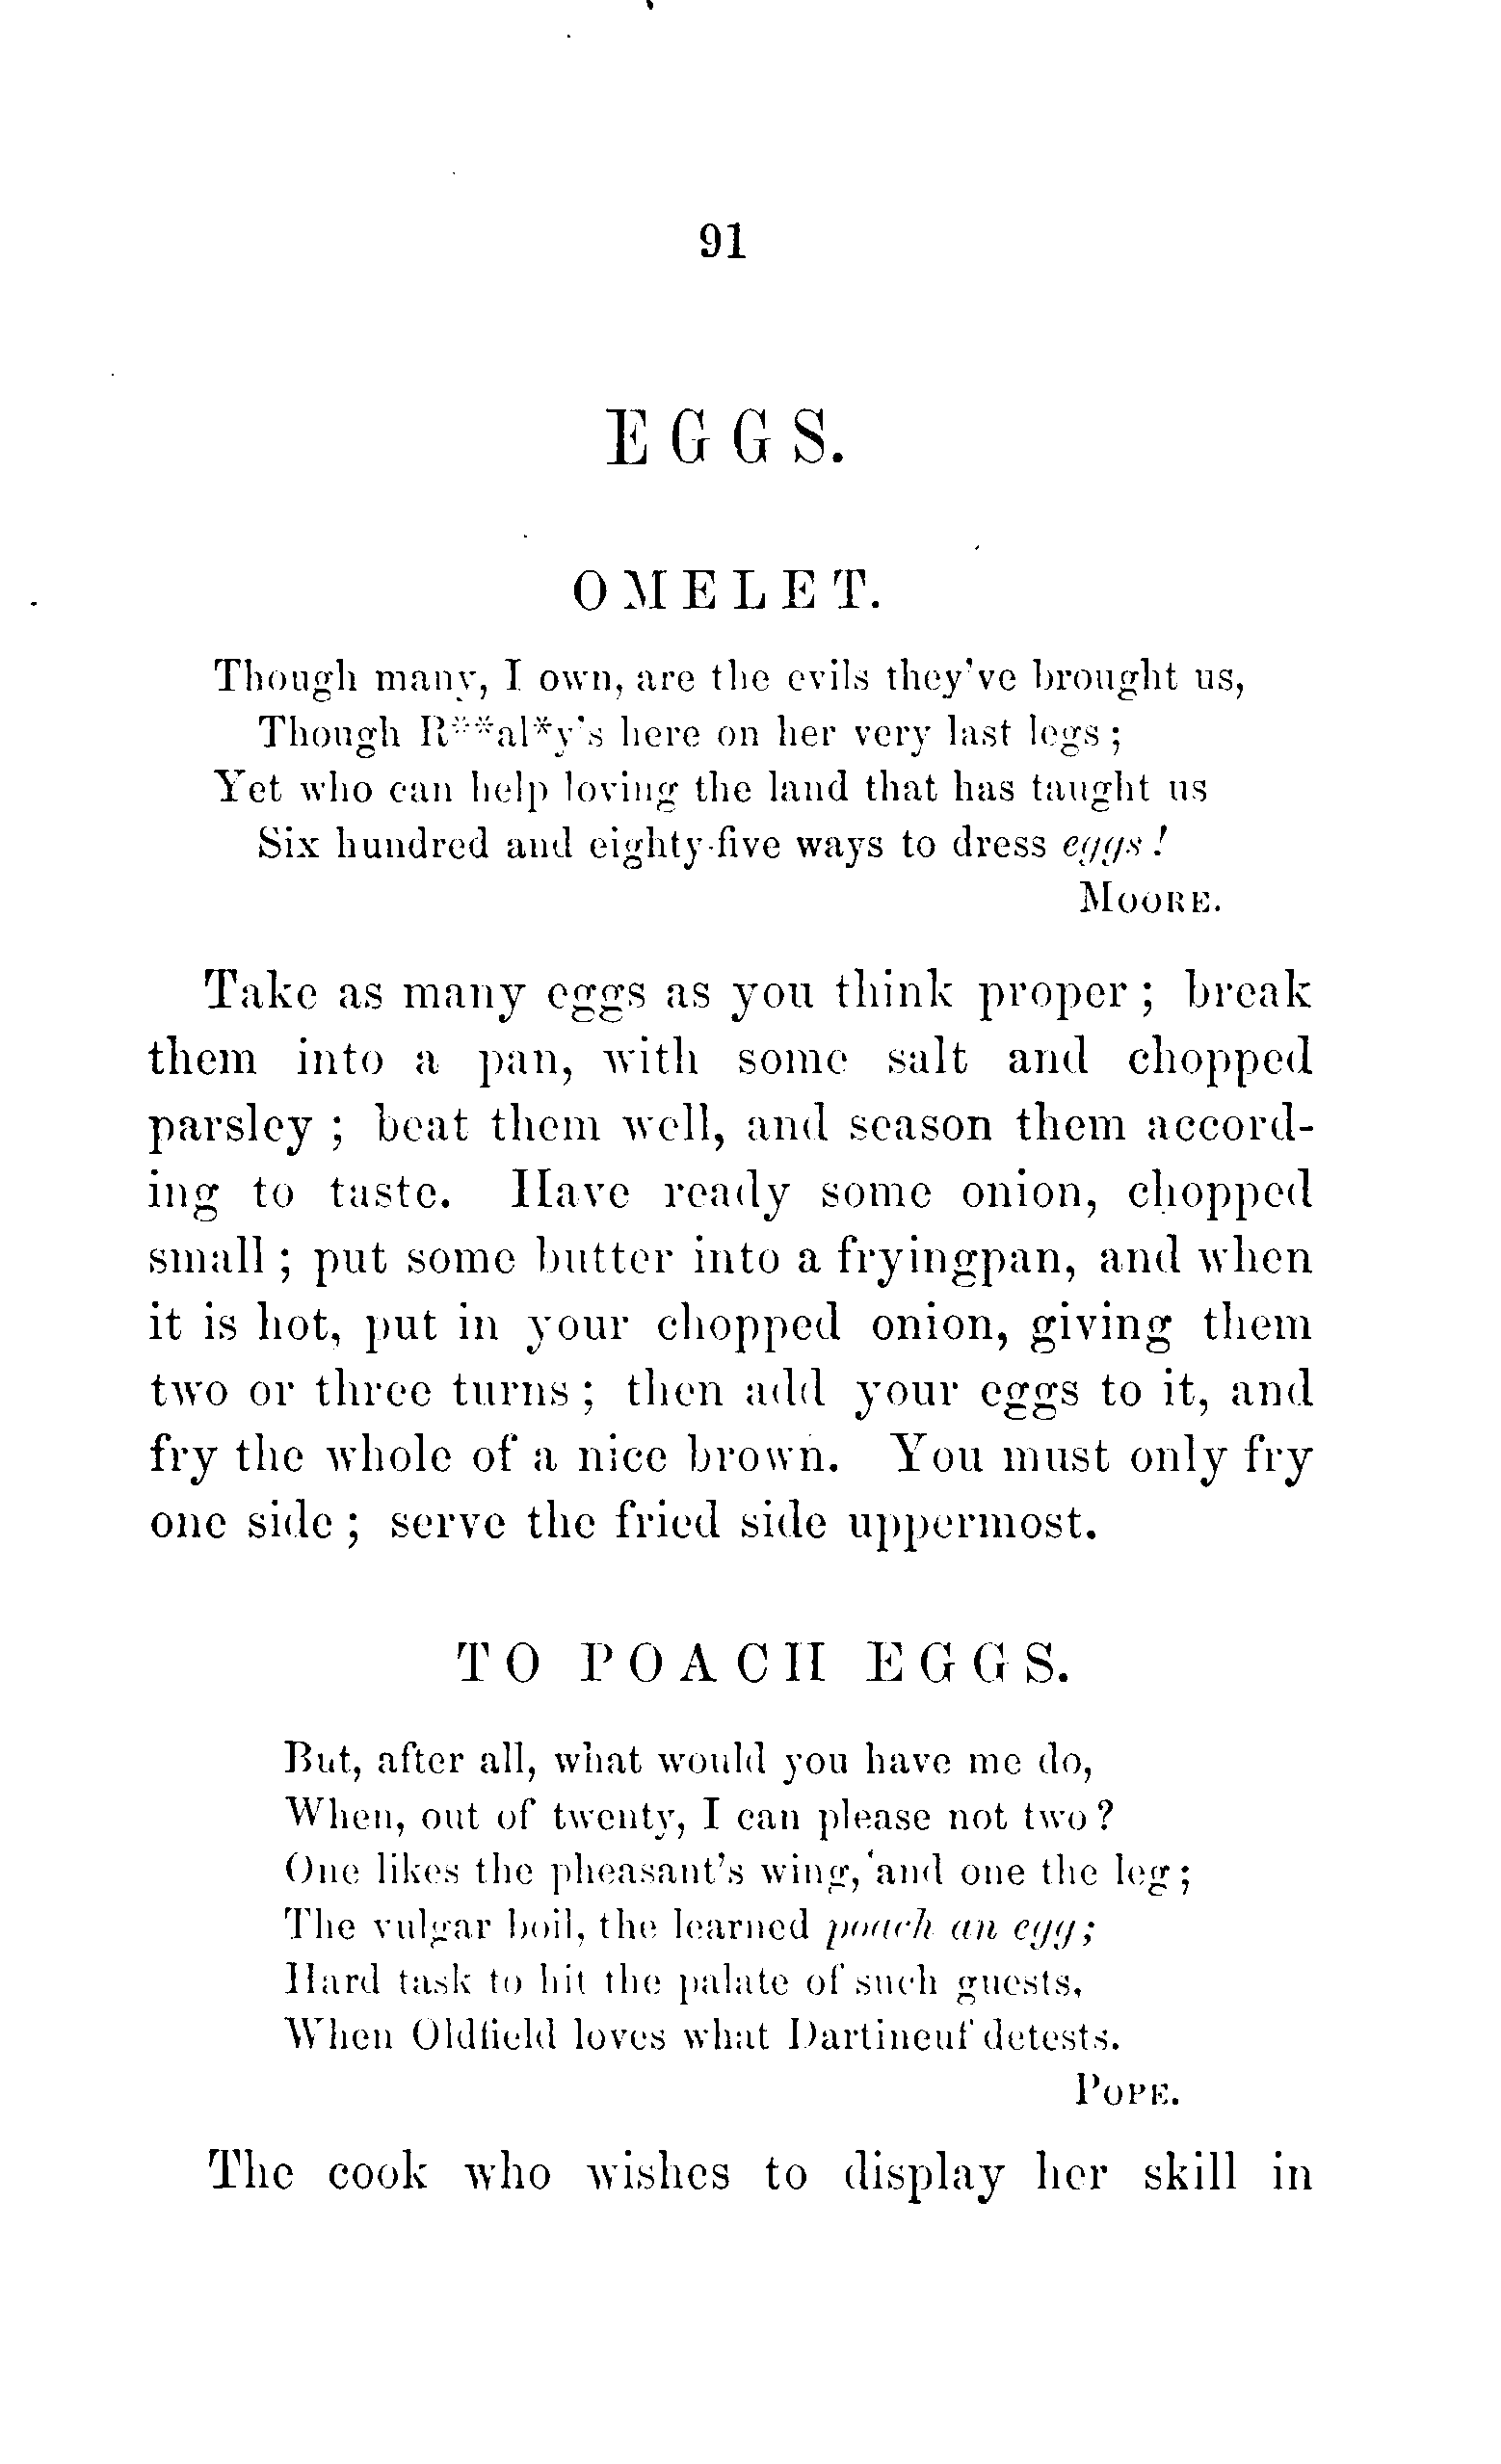 91
EGGS.
OMELET.
Though many, I own, are the evils they've brought us,
Though R**al*y's here on her very last legs;
Yet who can help loving the land that has taught us
Six hundred and eighty-five ways to dress eggs!
MOORE.
Take as many eggs as you think proper; break
them into a pan, with some salt and chopped
parsley; beat them well, and season them accord-
ing to taste. Have ready some onion, chopped
small; put some butter into a fryingpan, and when
it is hot, put in your chopped onion, giving them
two or three turns; then add your eggs to it, and
fry the whole of a nice brown. You must only fry
one side; serve the fried side uppermost.
TO POACH EGGS.
But, after all, what would you have me do,
When, out of twenty, I can please not two?
One likes the pheasant's wing, and one the leg;
The vulgar boil, the learned poach an egg;
Hard task to hit the palate of such guests,
When Oldfield loves what Dartineuf detests.
POPE.
The cook who wishes to display her skill in